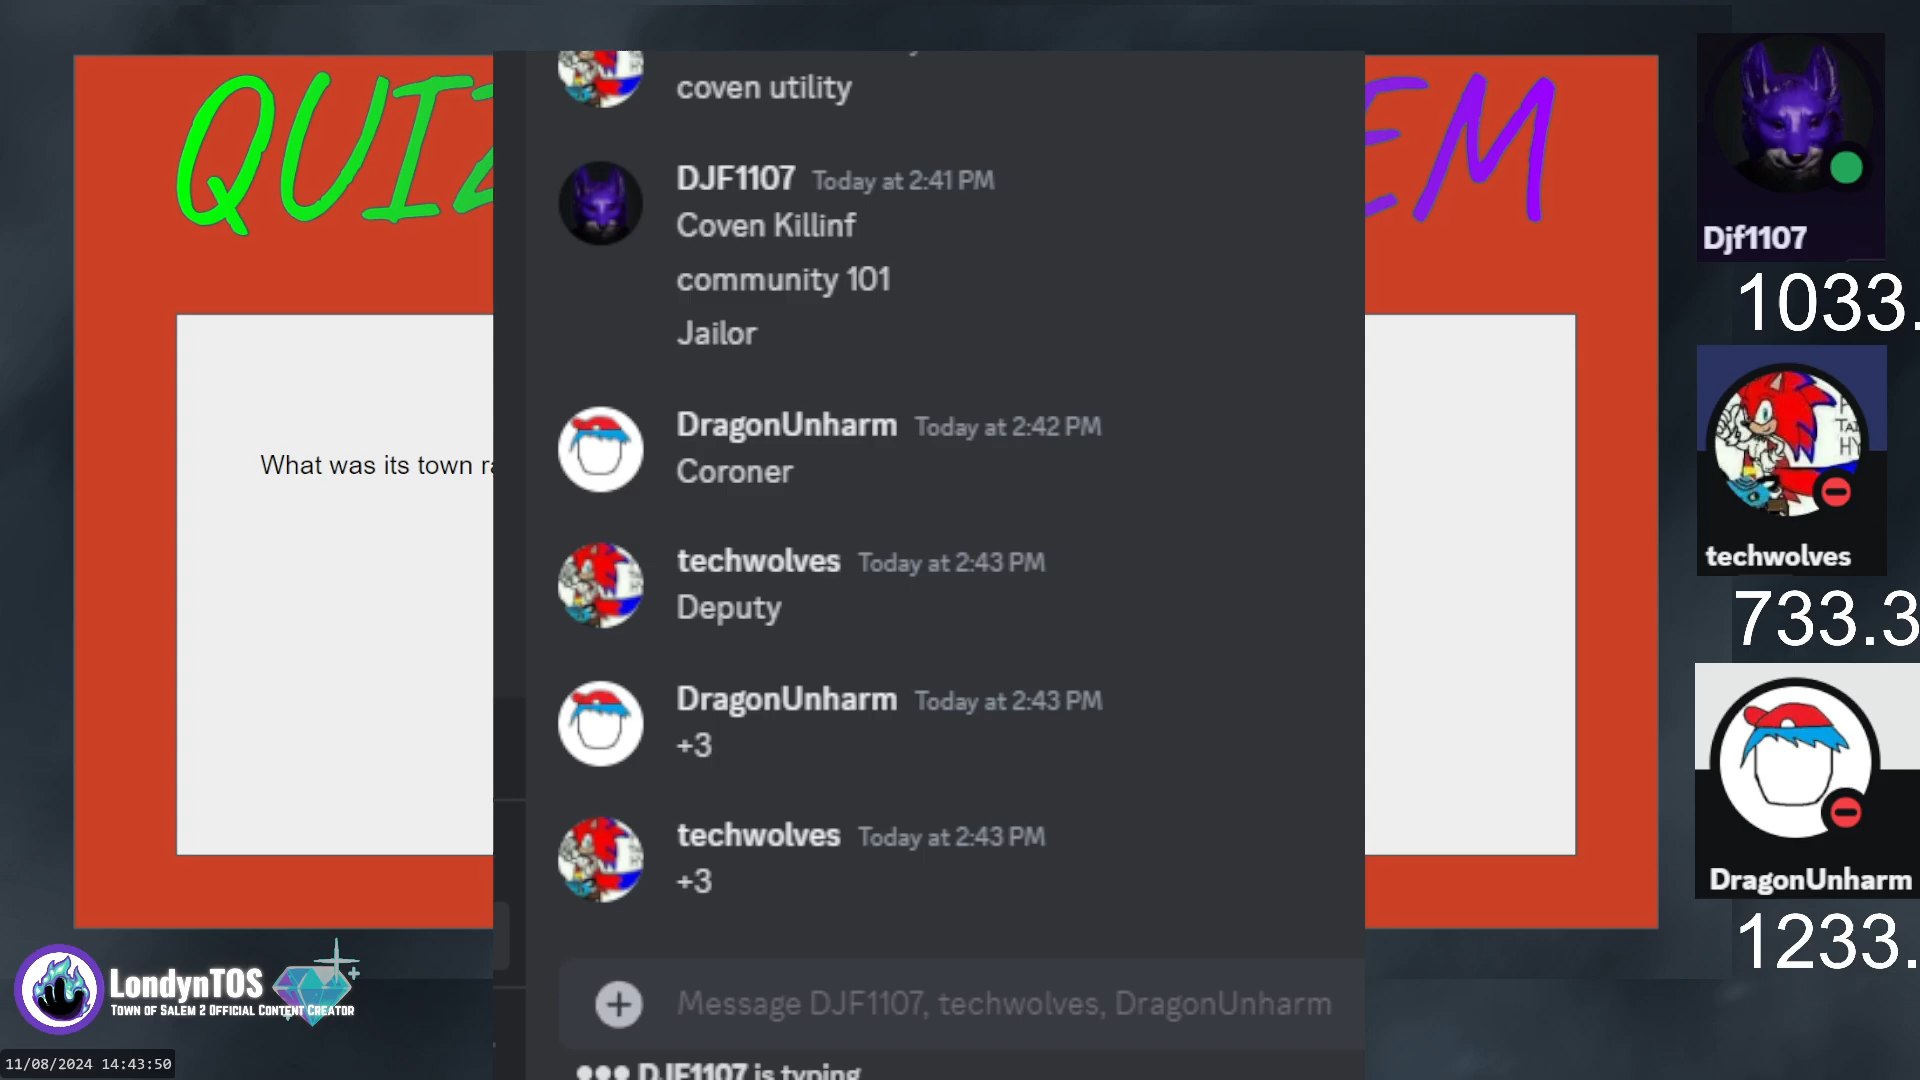 QUIZ
EM
What was its town ra
coven utility
DJF1107 Today at 2:41 PM
Coven Killinf
community 101
Jailor
DragonUnharm Today at 2:42 PM
Coroner
techwolves Today at 2:43 PM
Deputy
DragonUnharm Today at 2:43 PM
+3
techwolves Today at 2:43 PM
+3
Message DJF1107, techwolves, DragonUnharm
DJF1107 is typing
Djf1107
1033.
techwolves
733.3
DragonUnharm
1233.
LondynTOS
TOWN OF SALEM 2 OFFICIAL CONTENT CREATOR
11/08/2024 14:43:50